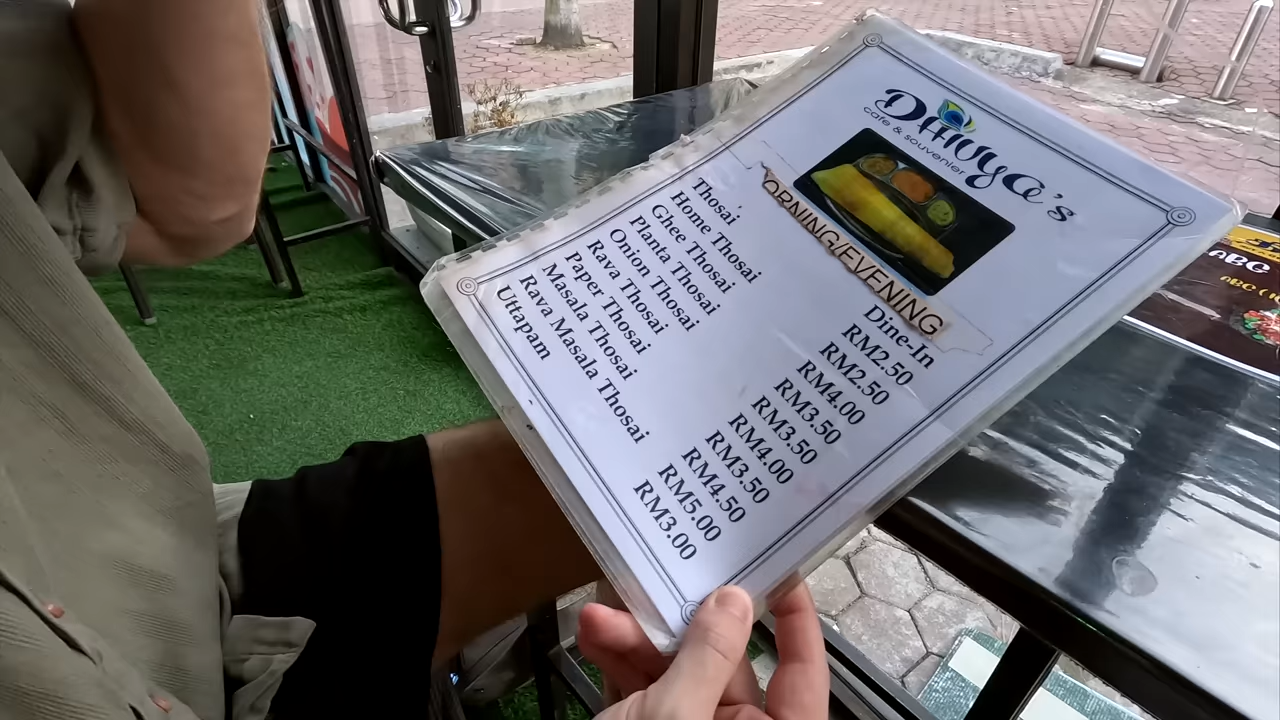 Dhivya's
cafe & souvenier
ORNING/EVENING
Dine-In
Thosai RM2.50
Home Thosai RM2.50
Ghee Thosai RM4.00
Planta Thosai RM3.50
Onion Thosai RM3.50
Rava Thosai RM4.00
Paper Thosai RM3.50
Masala Thosai RM4.50
Rava Masala Thosai RM5.00
Uttapam RM3.00
ABC